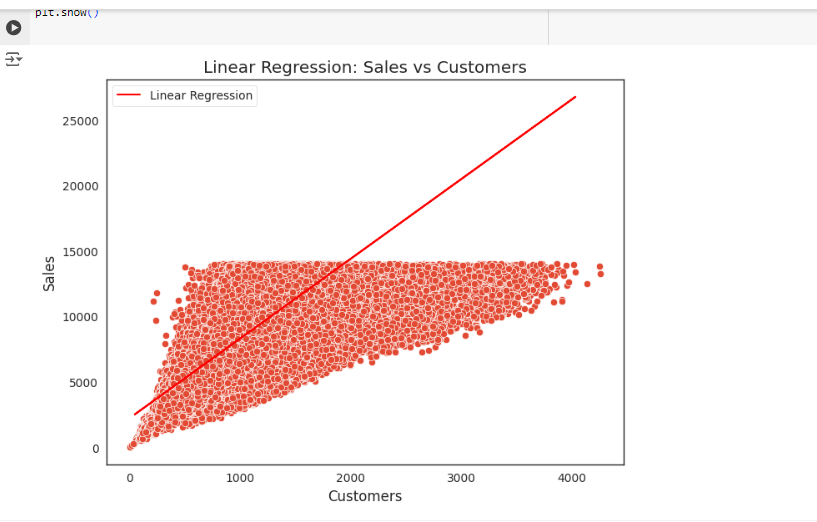 plt.show()
Linear Regression: Sales vs Customers
Linear Regression
25000
20000
15000
10000
5000
0
Sales
0 1000 2000 3000 4000
Customers